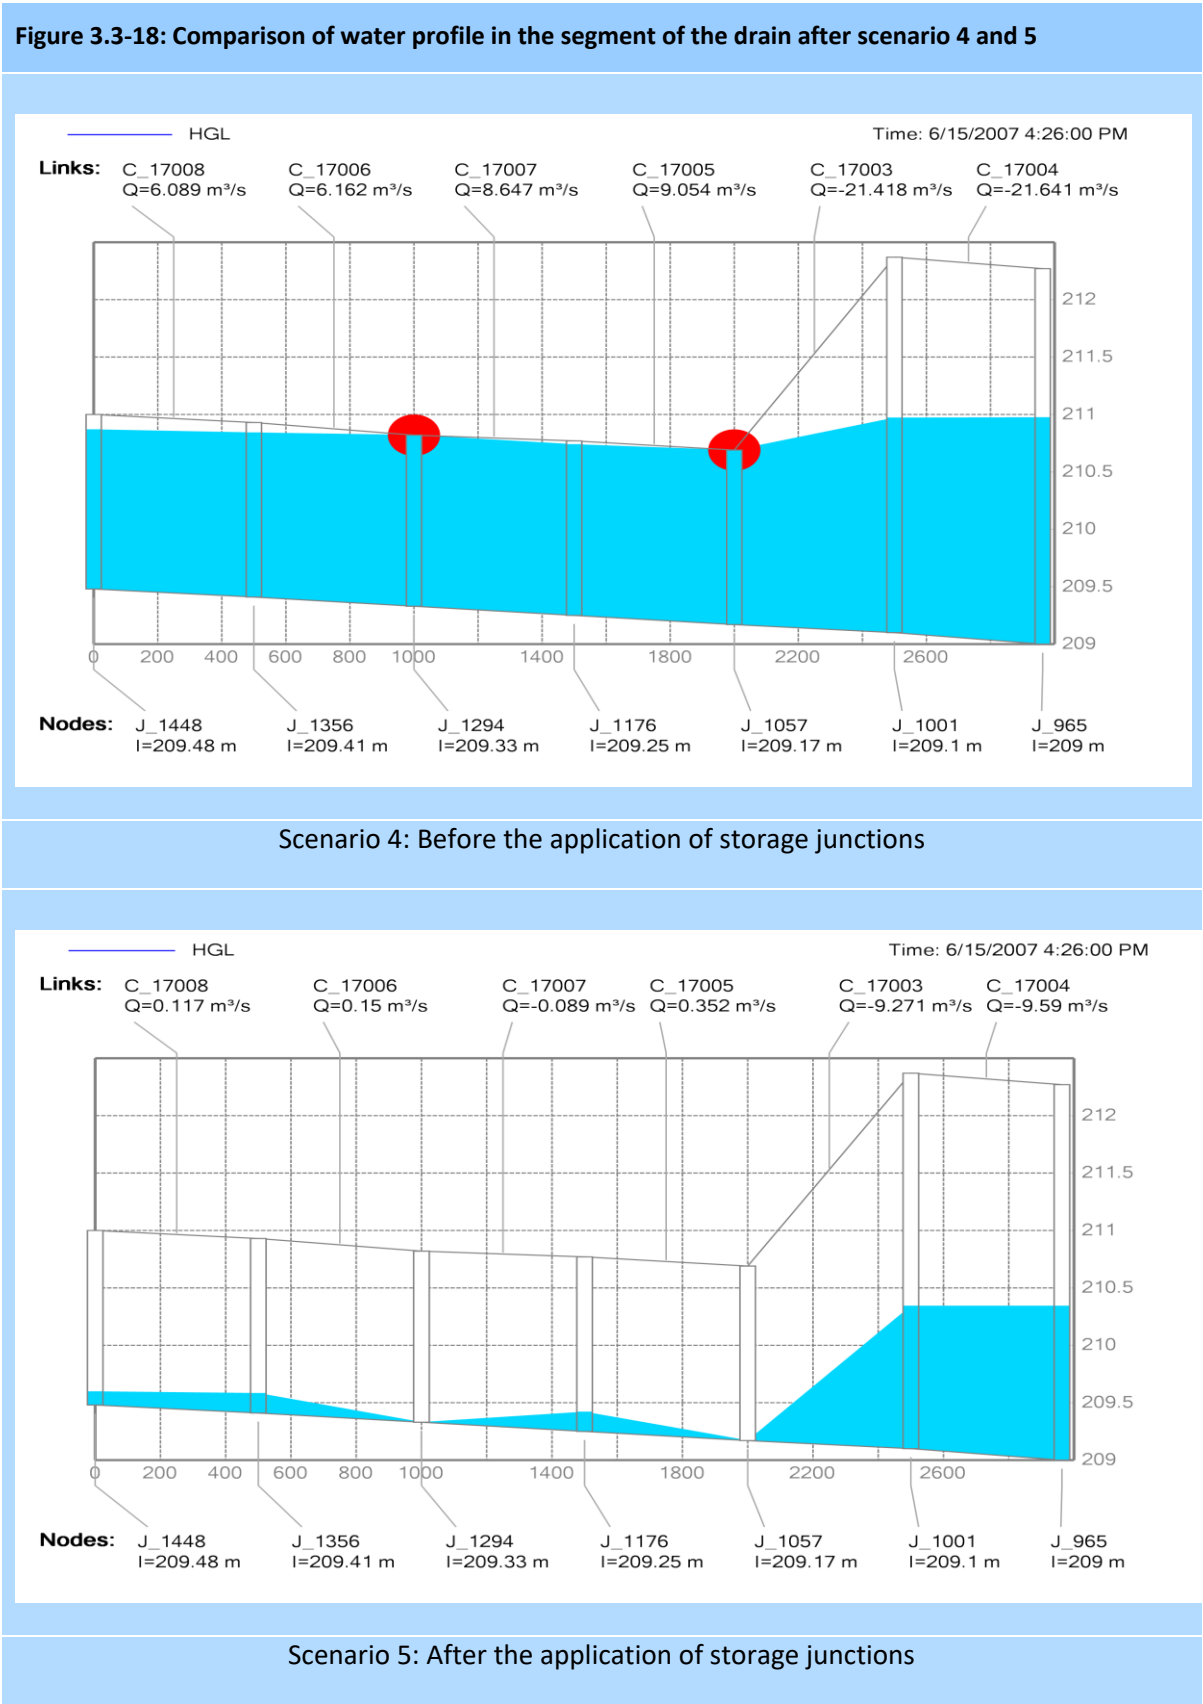 Figure 3.3-18: Comparison of water profile in the segment of the drain after scenario 4 and 5
HGL Time: 6/15/2007 4:26:00 PM
Links: C_17008 C_17006 C_17007 C_17005 C_17003 C_17004
Q=6.089 m³/s Q=6.162 m³/s Q=8.647 m³/s Q=9.054 m³/s Q=-21.418 m³/s Q=-21.641 m³/s
212
211.5
211
210.5
210
209.5
209
0 200 400 600 800 1000 1400 1800 2200 2600
Nodes: J_1448 J_1356 J_1294 J_1176 J_1057 J_1001 J_965
I=209.48 m I=209.41 m I=209.33 m I=209.25 m I=209.17 m I=209.1 m I=209 m
Scenario 4: Before the application of storage junctions
HGL Time: 6/15/2007 4:26:00 PM
Links: C_17008 C_17006 C_17007 C_17005 C_17003 C_17004
Q=0.117 m³/s Q=0.15 m³/s Q=-0.089 m³/s Q=0.352 m³/s Q=-9.271 m³/s Q=-9.59 m³/s
212
211.5
211
210.5
210
209.5
209
0 200 400 600 800 1000 1400 1800 2200 2600
Nodes: J_1448 J_1356 J_1294 J_1176 J_1057 J_1001 J_965
I=209.48 m I=209.41 m I=209.33 m I=209.25 m I=209.17 m I=209.1 m I=209 m
Scenario 5: After the application of storage junctions